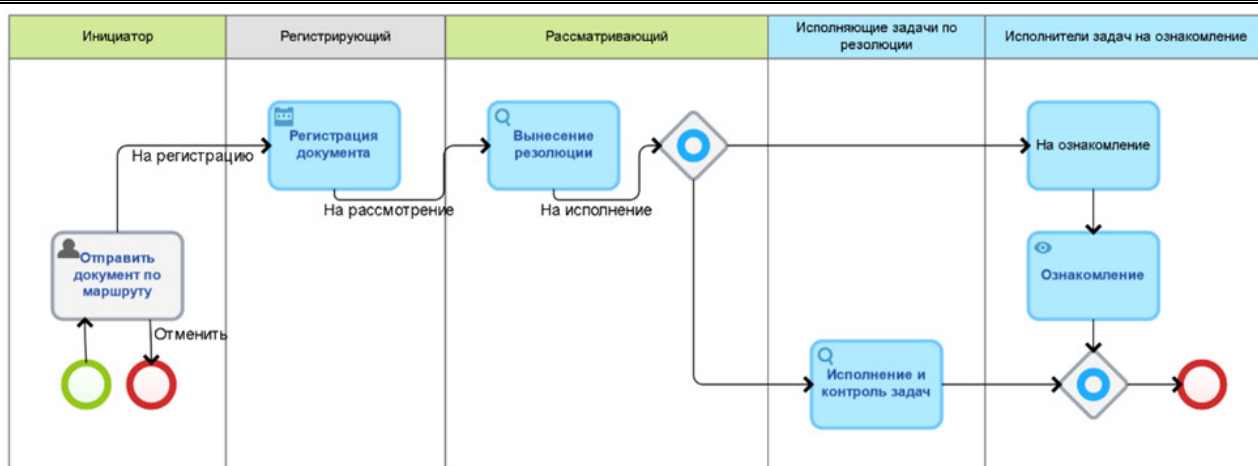 Инициатор
Регистрирующий
Рассматривающий
Исполняющие задачи по
резолюции
Исполнители задач на ознакомление
На регистрацию
Регистрация
документа
На рассмотрение
Вынесение
резолюции
На исполнение
На ознакомление
Отправить
документ по
маршруту
Отменить
Ознакомление
Исполнение и
контроль задач